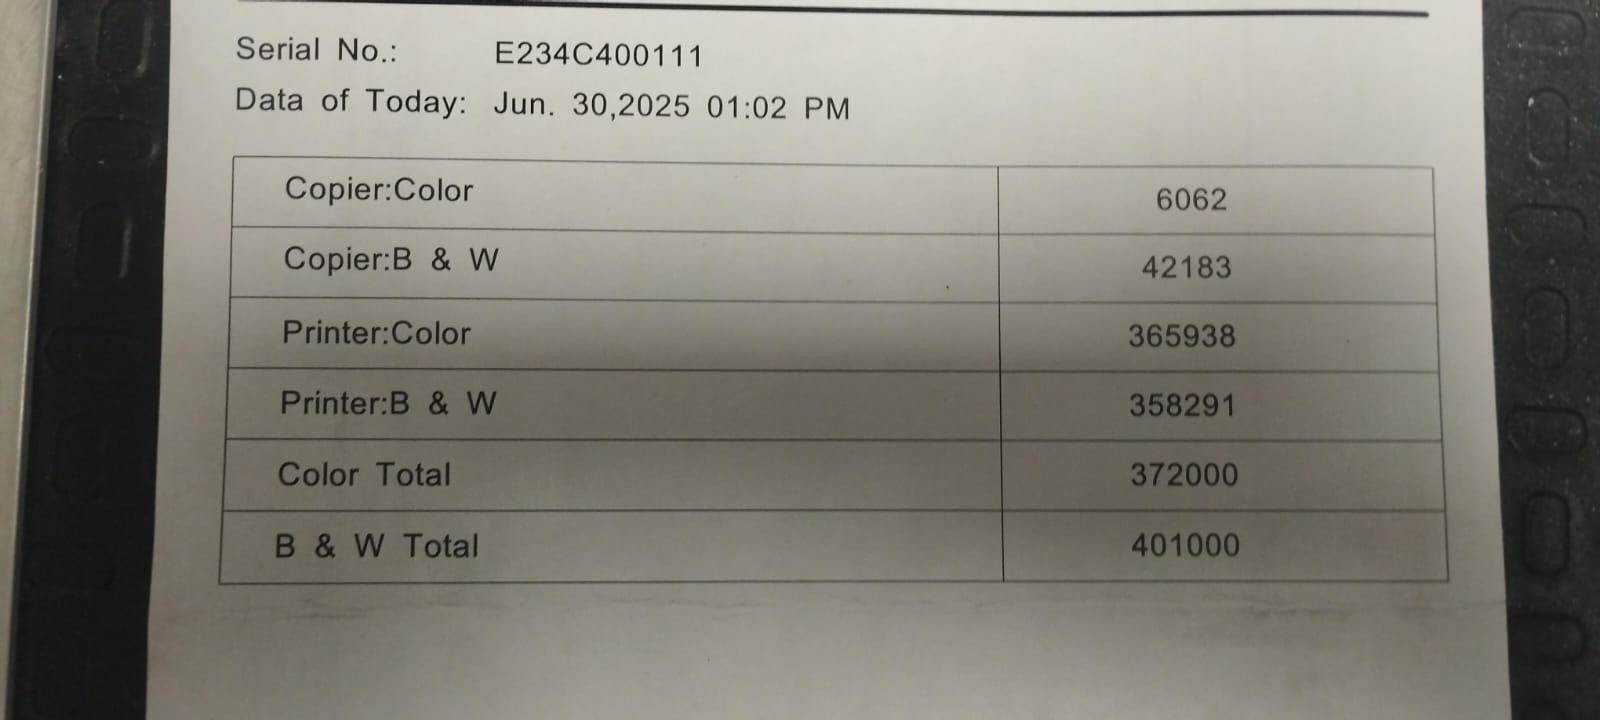 Serial No.: E234C400111
Data of Today: Jun. 30,2025 01:02 PM
Copier:Color 6062
Copier:B & W 42183
Printer:Color 365938
Printer:B & W 358291
Color Total 372000
B & W Total 401000